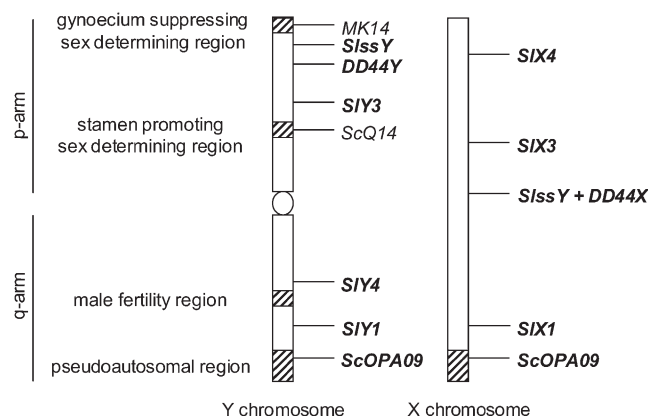 gynoecium suppressing
sex determining region
stamen promoting
sex determining region
male fertility region
pseudoautosomal region
p-arm
q-arm
MK14
SlssY
DD44Y
SlY3
ScQ14
SlY4
SlY1
ScOPA09
Y chromosome
SlX4
SlX3
SlssY + DD44X
SlX1
ScOPA09
X chromosome